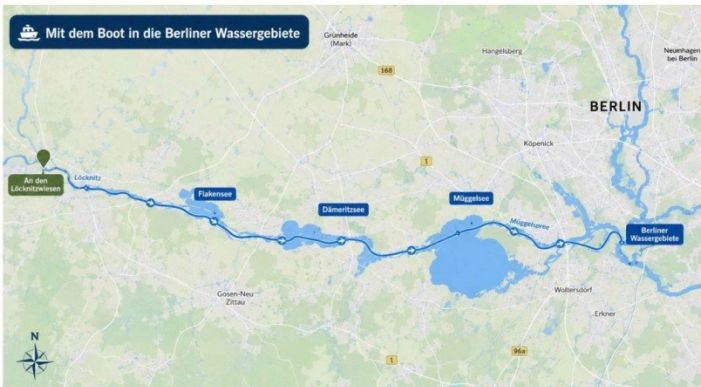 Mit dem Boot in die Berliner Wassergebiete
Grünheide
(Mark)
Hangelsberg
Neuenhagen
bei Berlin
168
BERLIN
Köpenick
1
An den
Löcknitzwiesen
Löcknitz
Flakensee
Dämeritzsee
Müggelsee
Müggelspree
Berliner
Wassergebiete
Gosen-Neu
Zittau
Woltersdorf
Erkner
N
1
96a